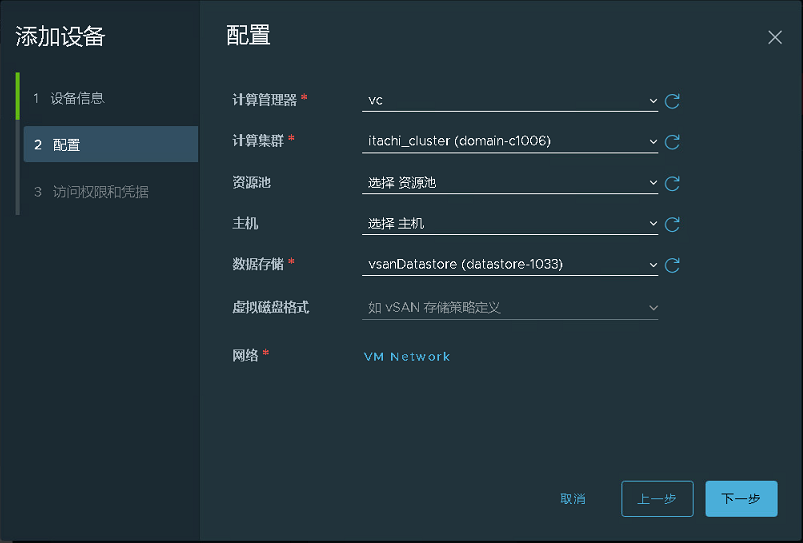 添加设备
1 设备信息
2 配置
3 访问权限和凭据
配置
计算管理器 * vc
计算集群 * itachi_cluster (domain-c1006)
资源池 选择 资源池
主机 选择 主机
数据存储 * vsanDatastore (datastore-1033)
虚拟磁盘格式 如 vSAN 存储策略定义
网络 * VM Network
取消 上一步 下一步